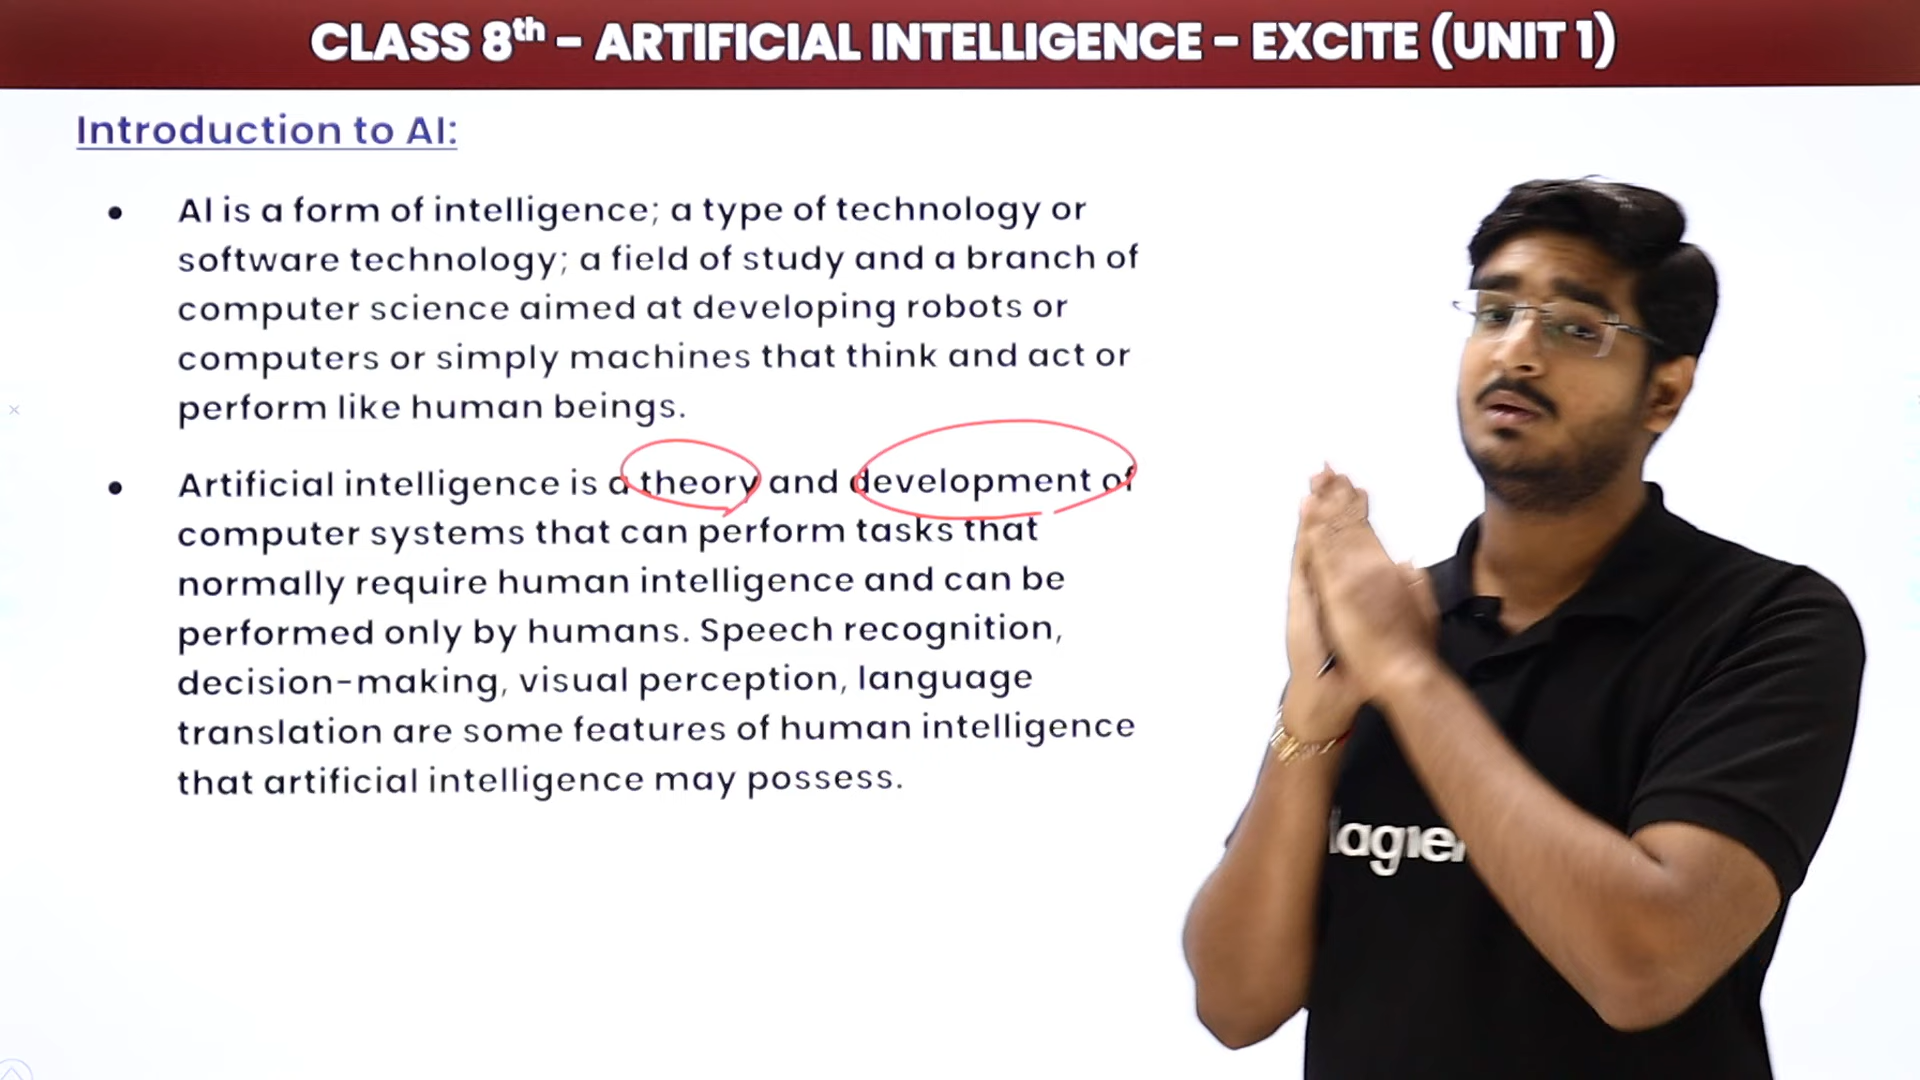 CLASS 8th - ARTIFICIAL INTELLIGENCE - EXCITE (UNIT 1)
Introduction to AI:
• AI is a form of intelligence; a type of technology or
software technology; a field of study and a branch of
computer science aimed at developing robots or
computers or simply machines that think and act or
perform like human beings.
• Artificial intelligence is a theory and development of
computer systems that can perform tasks that
normally require human intelligence and can be
performed only by humans. Speech recognition,
decision-making, visual perception, language
translation are some features of human intelligence
that artificial intelligence may possess.